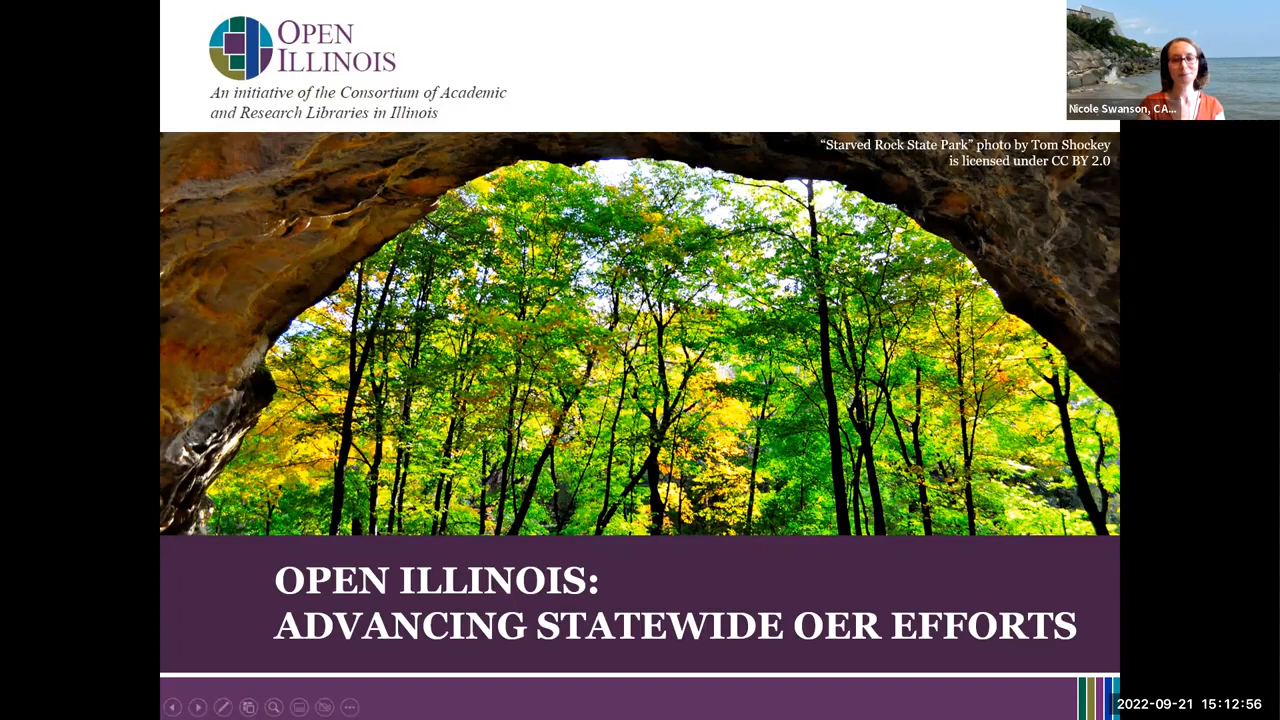 OPEN
ILLINOIS
An initiative of the Consortium of Academic
and Research Libraries in Illinois
Nicole Swanson, CA...
“Starved Rock State Park” photo by Tom Shockey
is licensed under CC BY 2.0
OPEN ILLINOIS:
ADVANCING STATEWIDE OER EFFORTS
2022-09-21 15:12:56